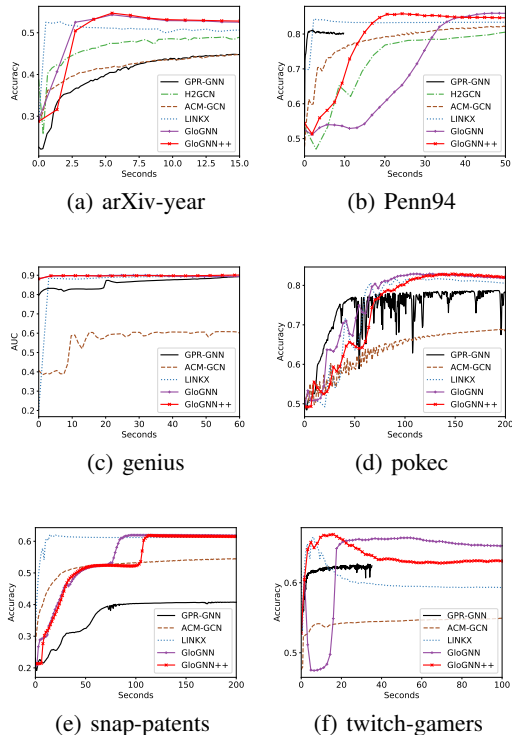 Accuracy
0.5
0.4
0.3
0.0 2.5 5.0 7.5 10.0 12.5 15.0
Seconds
GPR-GNN
H2GCN
ACM-GCN
LINKX
GloGNN
GloGNN++
(a) arXiv-year
Accuracy
0.8
0.7
0.6
0.5
0 10 20 30 40 50
Seconds
GPR-GNN
H2GCN
ACM-GCN
LINKX
GloGNN
GloGNN++
(b) Penn94
AUC
0.9
0.8
0.7
0.6
0.5
0.4
0.3
0.2
0 10 20 30 40 50 60
Seconds
GPR-GNN
ACM-GCN
LINKX
GloGNN
GloGNN++
(c) genius
Accuracy
0.8
0.7
0.6
0.5
0 50 100 150 200
Seconds
GPR-GNN
ACM-GCN
LINKX
GloGNN
GloGNN++
(d) pokec
Accuracy
0.6
0.5
0.4
0.3
0.2
0 50 100 150 200
Seconds
GPR-GNN
ACM-GCN
LINKX
GloGNN
GloGNN++
(e) snap-patents
Accuracy
0.6
0.5
0 20 40 60 80 100
Seconds
GPR-GNN
ACM-GCN
LINKX
GloGNN
GloGNN++
(f) twitch-gamers